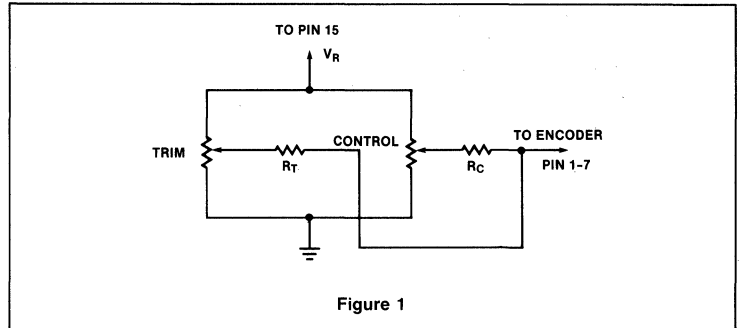 TO PIN 15
VR
TRIM
RT
CONTROL
RC
TO ENCODER
PIN 1-7
Figure 1